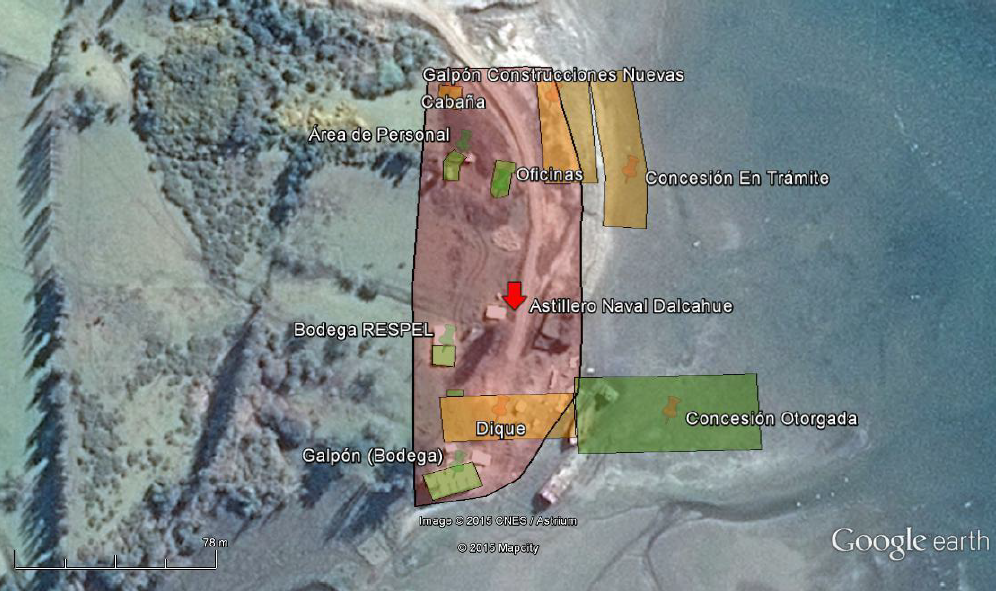 Galpón Construcciones Nuevas
Cabaña
Área de Personal
Oficinas
Concesión En Trámite
Astillero Naval Dalcahue
Bodega RESPEL
Concesión Otorgada
Dique
Galpón (Bodega)
Image © 2015 CNES / Astrium
78 m
© 2015 Mapcity
Google earth